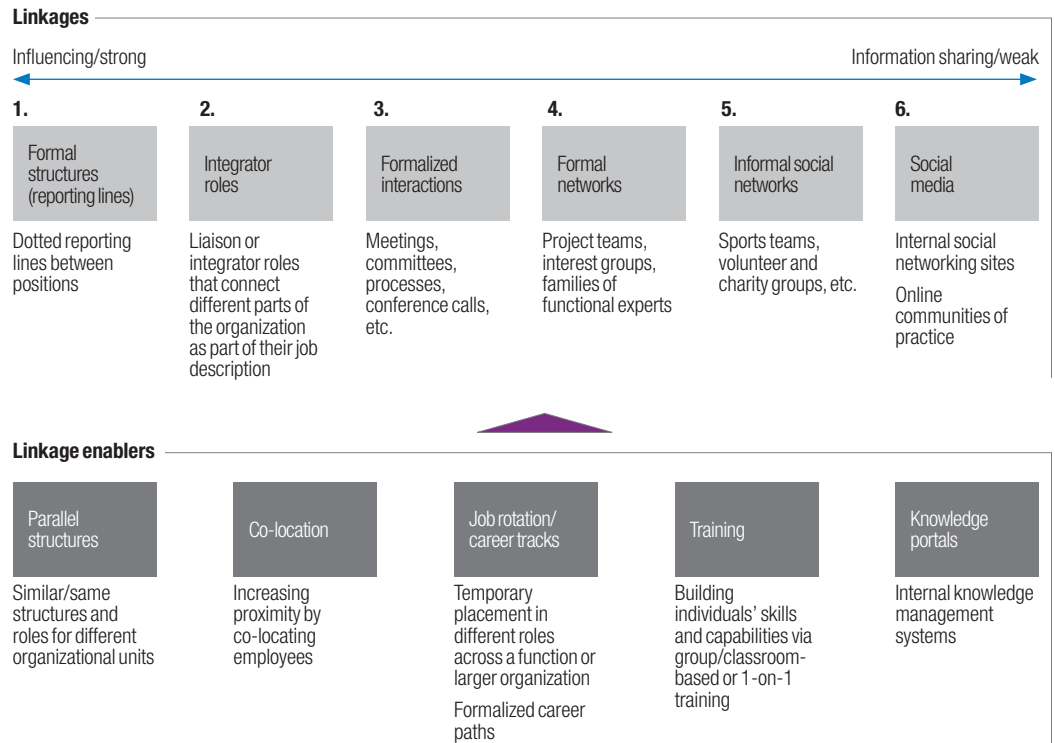 Linkages
Influencing/strong
Information sharing/weak
1.
Formal
structures
(reporting lines)
Dotted reporting
lines between
positions
2.
Integrator
roles
Liaison or
integrator roles
that connect
different parts of
the organization
as part of their job
description
3.
Formalized
interactions
Meetings,
committees,
processes,
conference calls,
etc.
4.
Formal
networks
Project teams,
interest groups,
families of
functional experts
5.
Informal social
networks
Sports teams,
volunteer and
charity groups, etc.
6.
Social
media
Internal social
networking sites
Online
communities of
practice
Linkage enablers
Parallel
structures
Similar/same
structures and
roles for different
organizational units
Co-location
Increasing
proximity by
co-locating
employees
Job rotation/
career tracks
Temporary
placement in
different roles
across a function or
larger organization
Formalized career
paths
Training
Building
individuals’ skills
and capabilities via
group/classroom-
based or 1-on-1
training
Knowledge
portals
Internal knowledge
management
systems